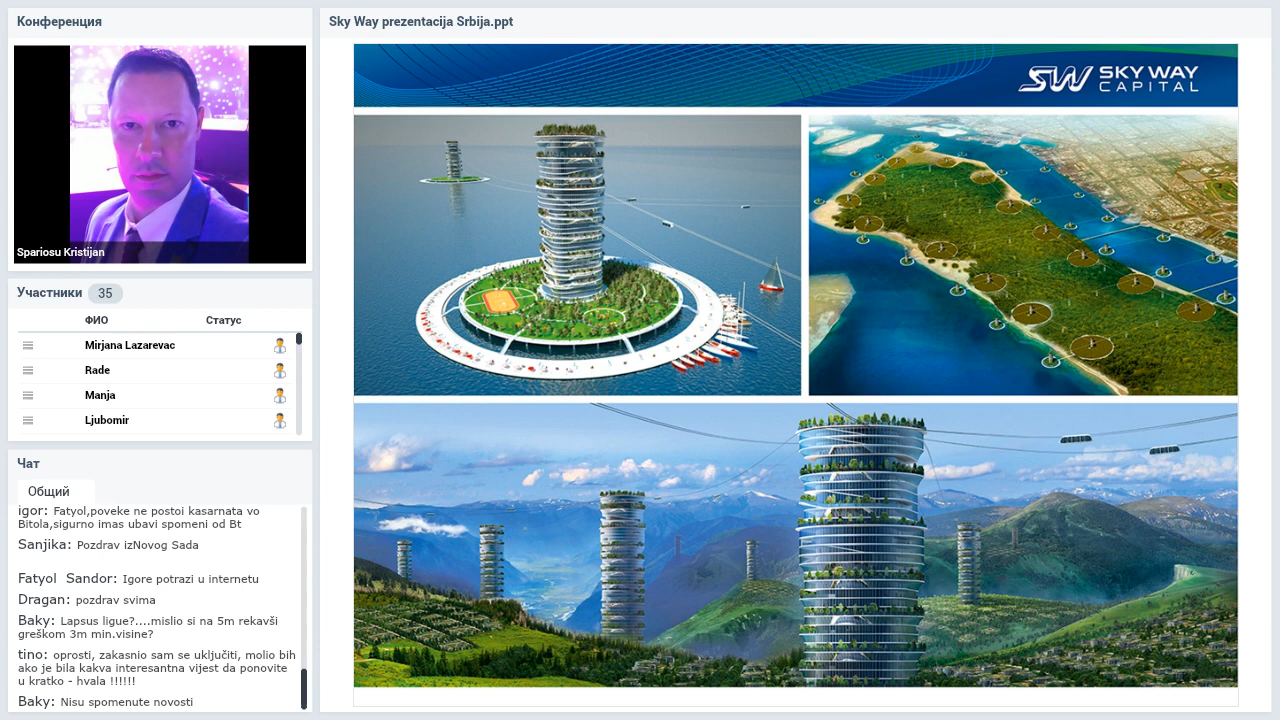 Конференция
Spariosu Kristijan
Участники 35
ФИО Статус
Mirjana Lazarevac
Rade
Manja
Ljubomir
Чат
Общий
igor: Fatyol,poveke ne postoi kasarnata vo
Bitola,sigurno imas ubavi spomeni od Bt
Sanjika: Pozdrav izNovog Sada
Fatyol Sandor: Igore potrazi u internetu
Dragan: pozdrav svima
Baky: Lapsus ligue?....mislio si na 5m rekavši
greškom 3m min.visine?
tino: oprosti, zakasnio sam se uključiti, molio bih
ako je bila kakva interesantna vijest da ponovite
u kratko - hvala !!!!!!
Baky: Nisu spomenute novosti
Sky Way prezentacija Srbija.ppt
SW SKY WAY
CAPITAL